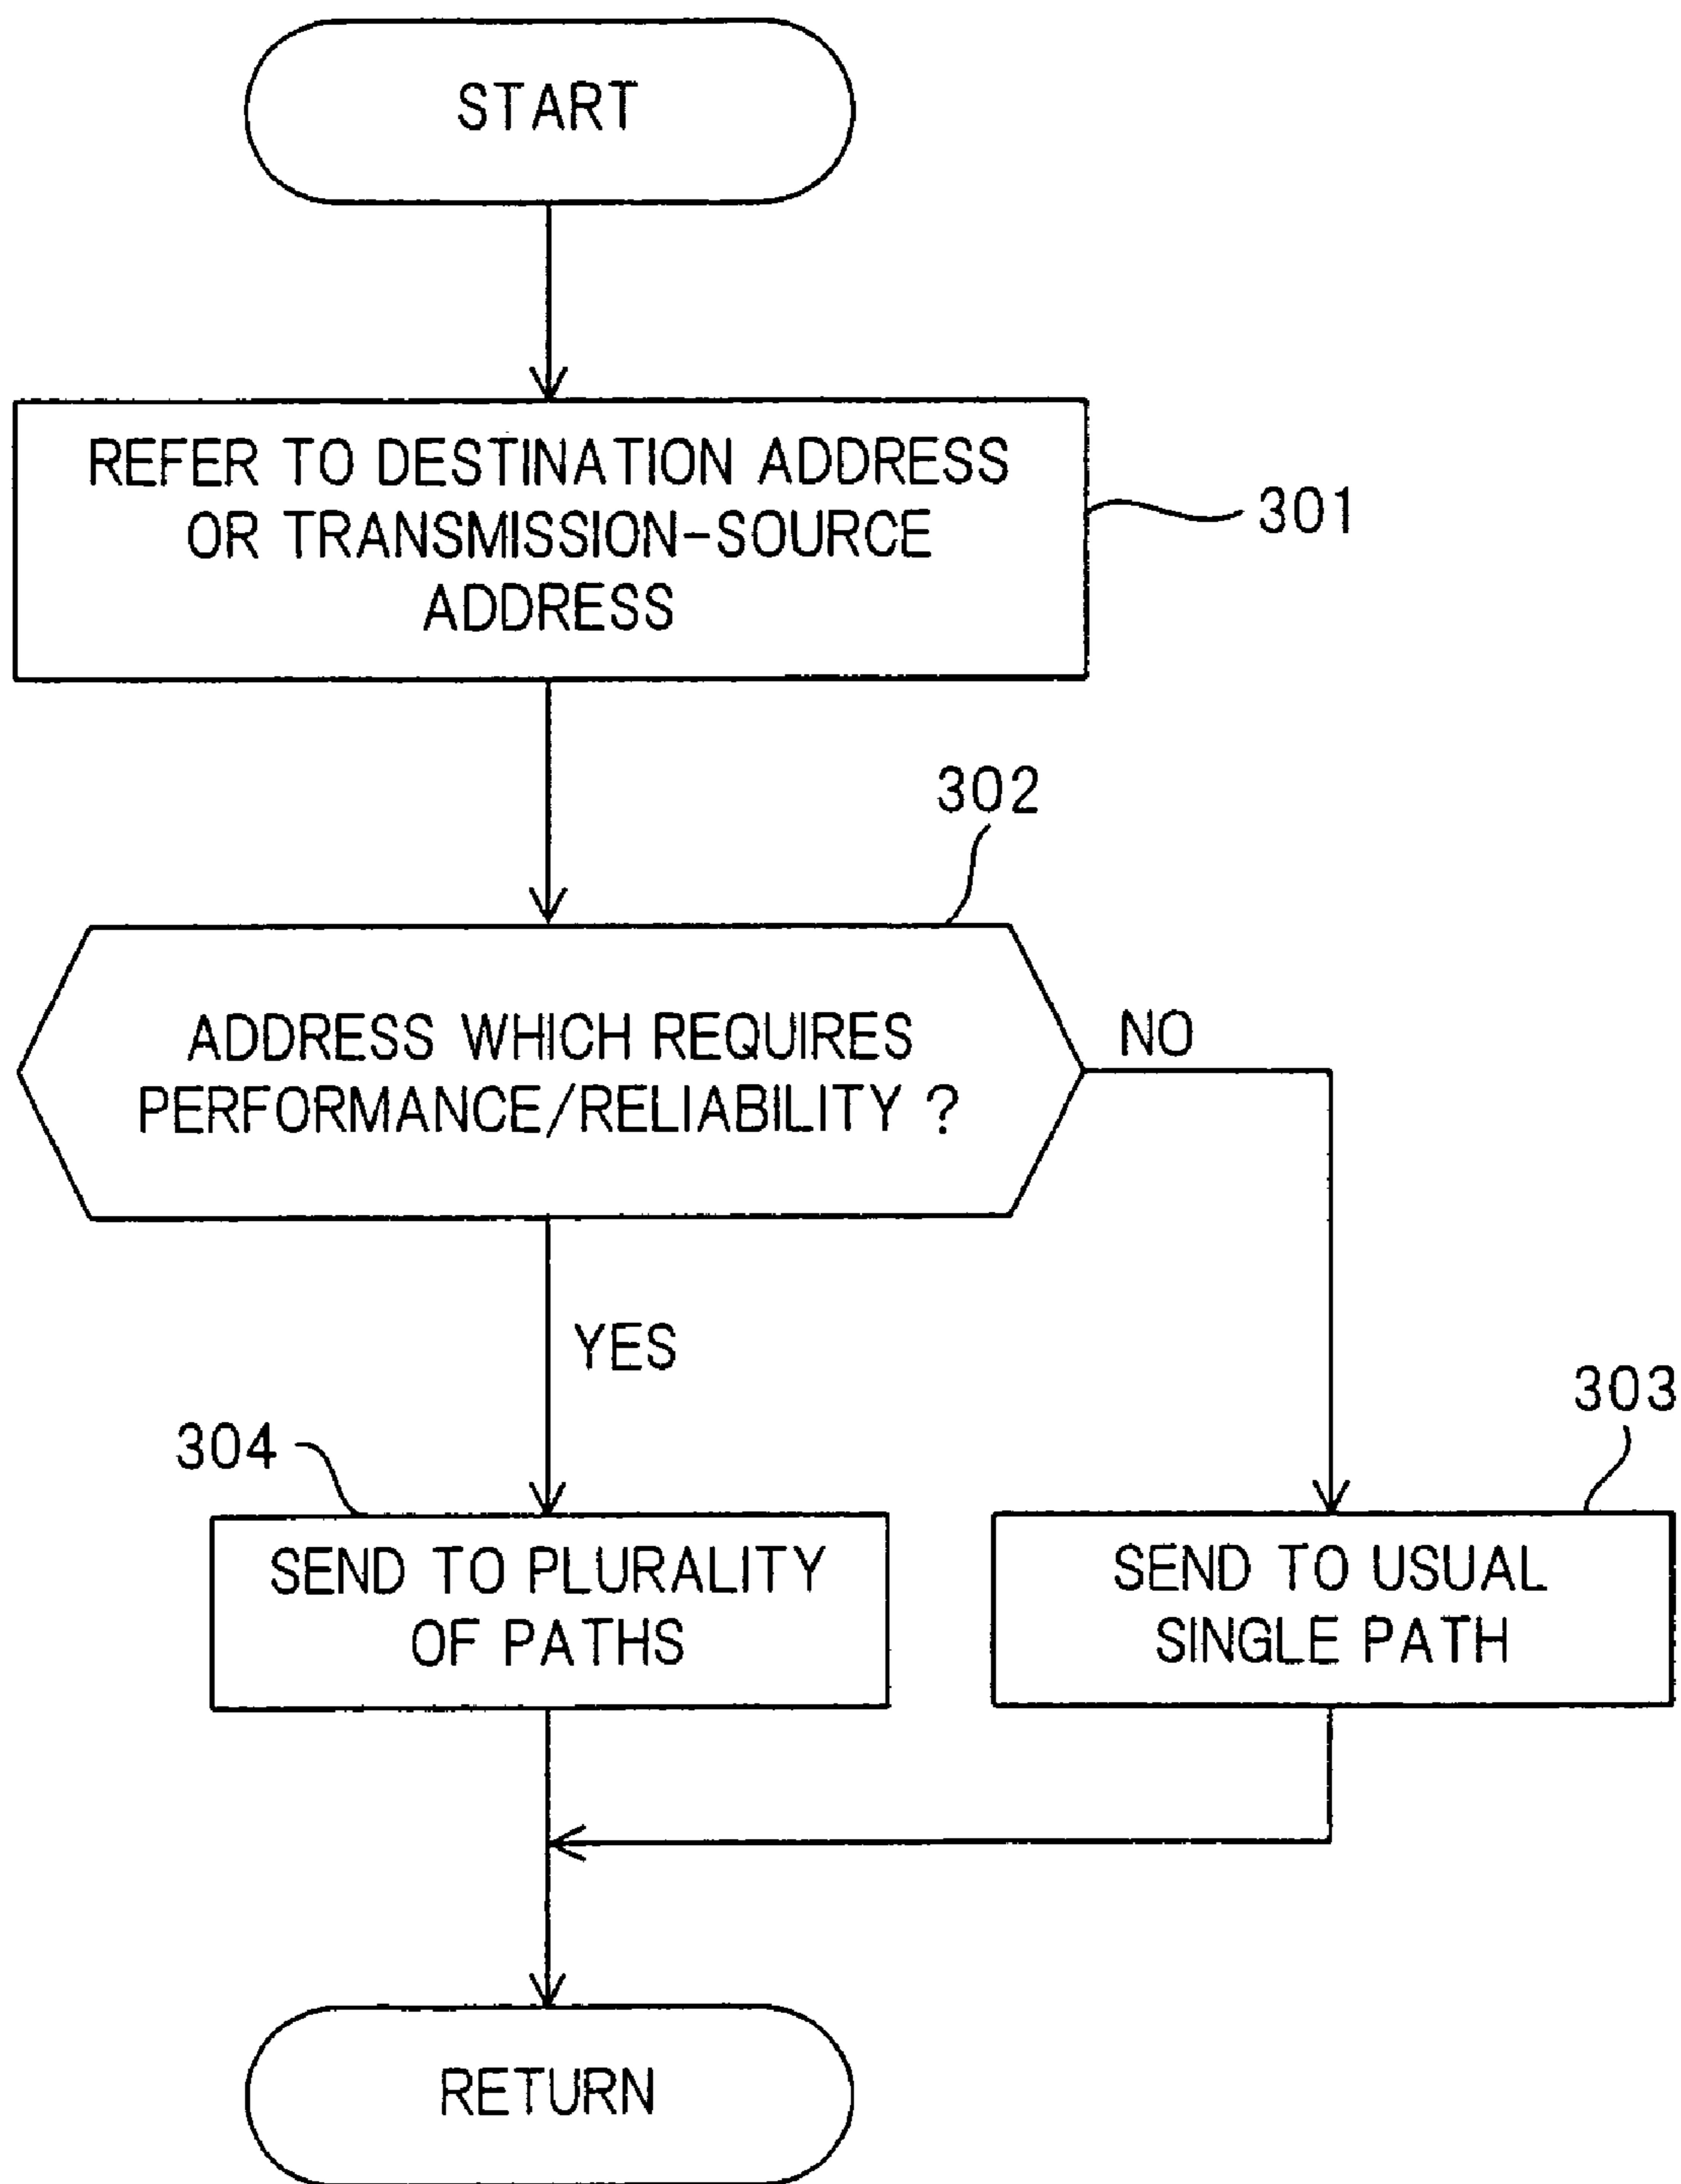 START
REFER TO DESTINATION ADDRESS
OR TRANSMISSION-SOURCE
ADDRESS
301
302
ADDRESS WHICH REQUIRES
PERFORMANCE/RELIABILITY ?
NO
YES
304
303
SEND TO PLURALITY
OF PATHS
SEND TO USUAL
SINGLE PATH
RETURN